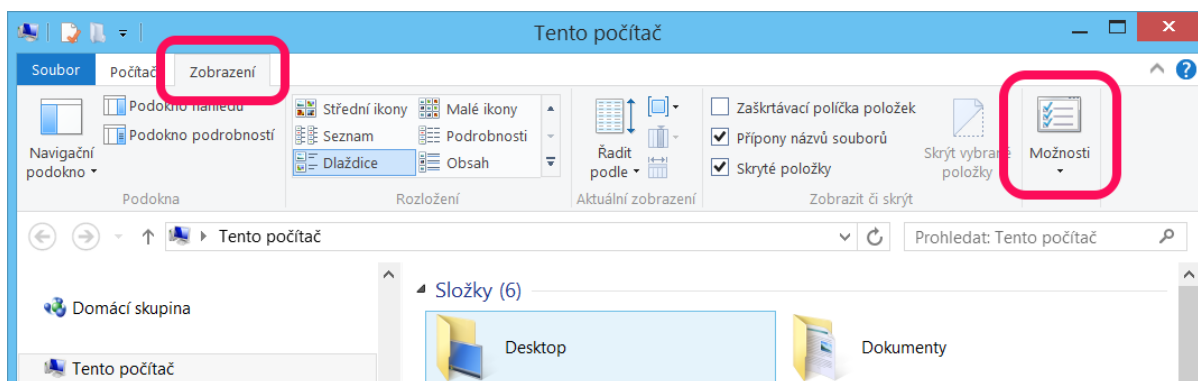 Tento počítač
Soubor Počítač Zobrazení
Podokno náhledu
Podokno podrobností
Navigační
podokno
Podokna
Střední ikony Malé ikony
Seznam Podrobnosti
Dlaždice Obsah
Rozložení
Řadit
podle
Aktuální zobrazení
Zaškrtávací políčka položek
Přípony názvů souborů
Skryté položky
Skrýt vybrané
položky
Zobrazit či skrýt
Možnosti
Tento počítač
Prohledat: Tento počítač
Domácí skupina
Tento počítač
Složky (6)
Desktop
Dokumenty